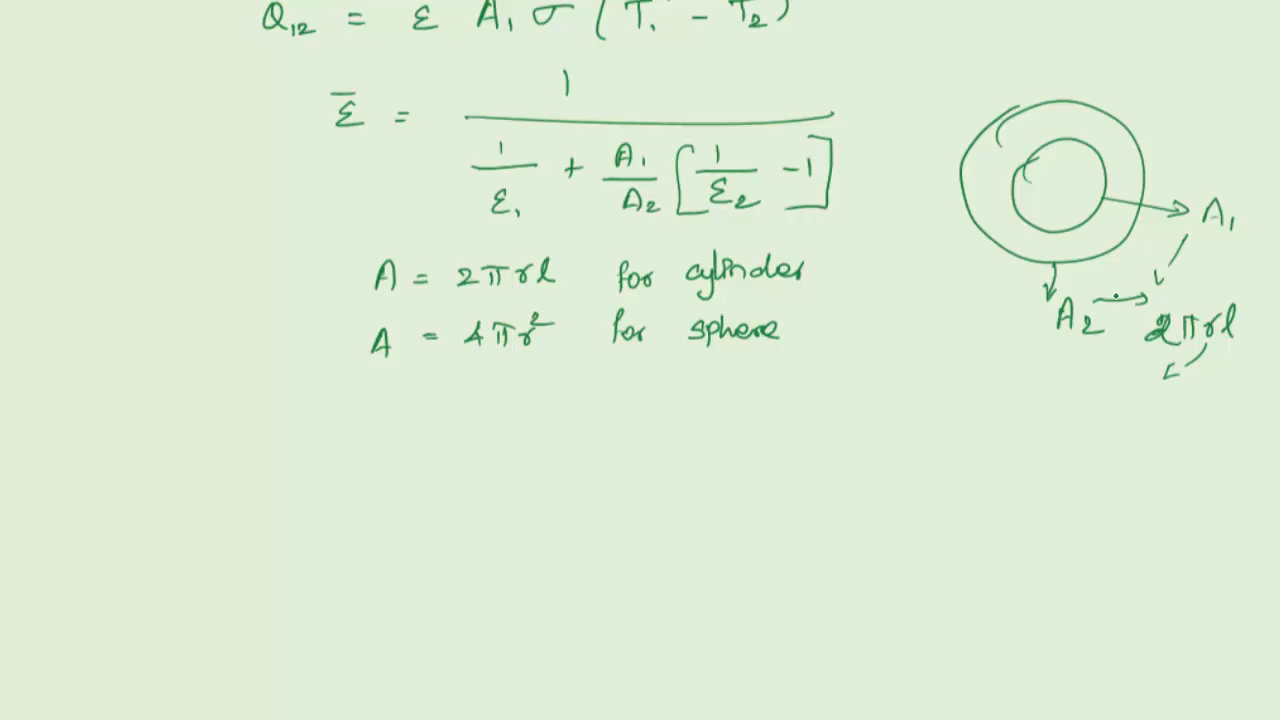 Q12 = ε A1 σ ( T1 - T2 )
ε̅ = 1 / ( 1/ε1 + A1/A2 [ 1/ε2 - 1 ] )
A = 2πrl for cylinder
A = 4πr² for sphere
A1
A2 → 2πrl